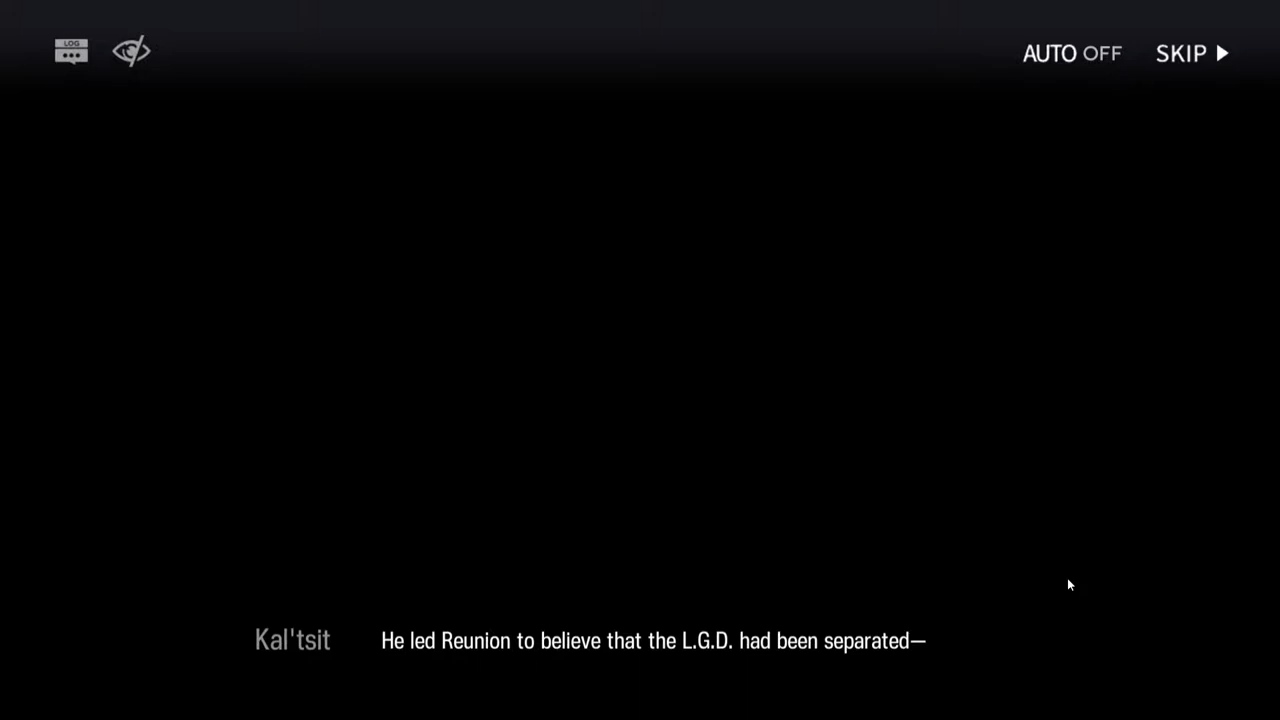 LOG
AUTO OFF
SKIP
Kal'tsit
He led Reunion to believe that the L.G.D. had been separated—